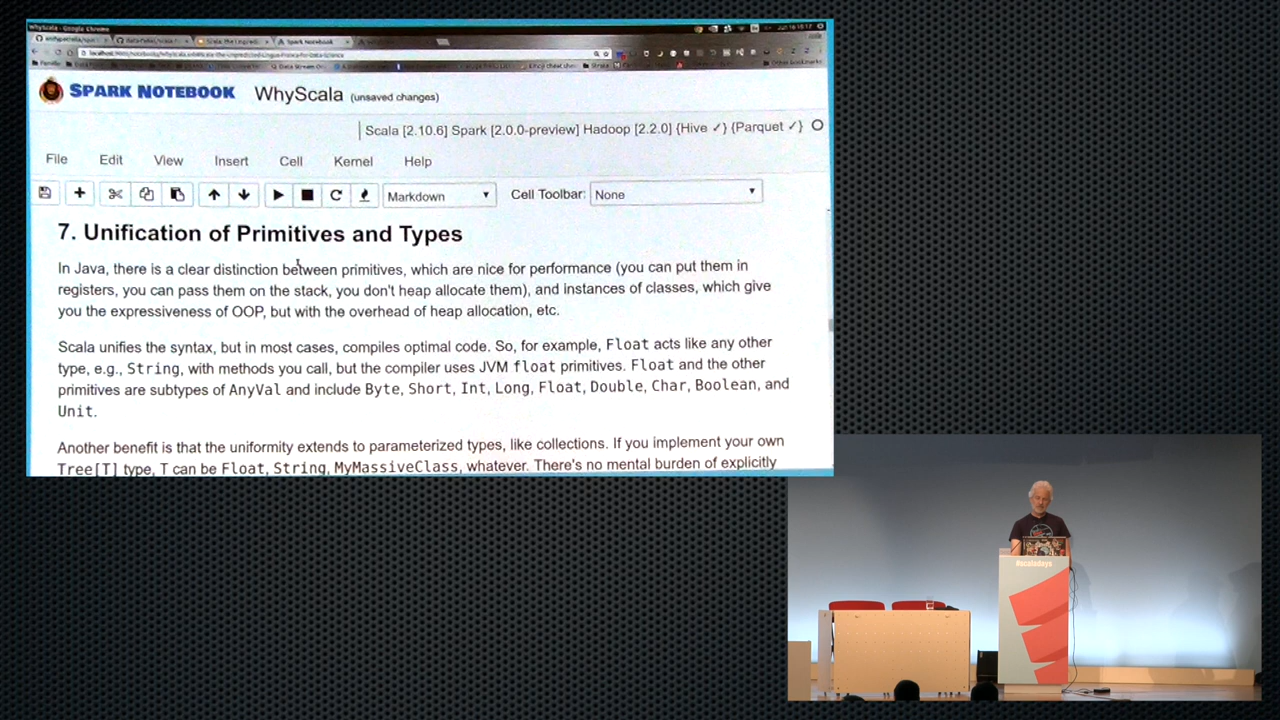 WhyScala - Google Chrome
Spark Notebook
SPARK NOTEBOOK WhyScala (unsaved changes)
Scala [2.10.6] Spark [2.0.0-preview] Hadoop [2.2.0] {Hive ✓} {Parquet ✓}
File Edit View Insert Cell Kernel Help
Markdown Cell Toolbar: None
7. Unification of Primitives and Types
In Java, there is a clear distinction between primitives, which are nice for performance (you can put them in
registers, you can pass them on the stack, you don't heap allocate them), and instances of classes, which give
you the expressiveness of OOP, but with the overhead of heap allocation, etc.
Scala unifies the syntax, but in most cases, compiles optimal code. So, for example, Float acts like any other
type, e.g., String, with methods you call, but the compiler uses JVM float primitives. Float and the other
primitives are subtypes of AnyVal and include Byte, Short, Int, Long, Float, Double, Char, Boolean, and
Unit.
Another benefit is that the uniformity extends to parameterized types, like collections. If you implement your own
Tree[T] type, T can be Float, String, MyMassiveClass, whatever. There's no mental burden of explicitly
#scaladays